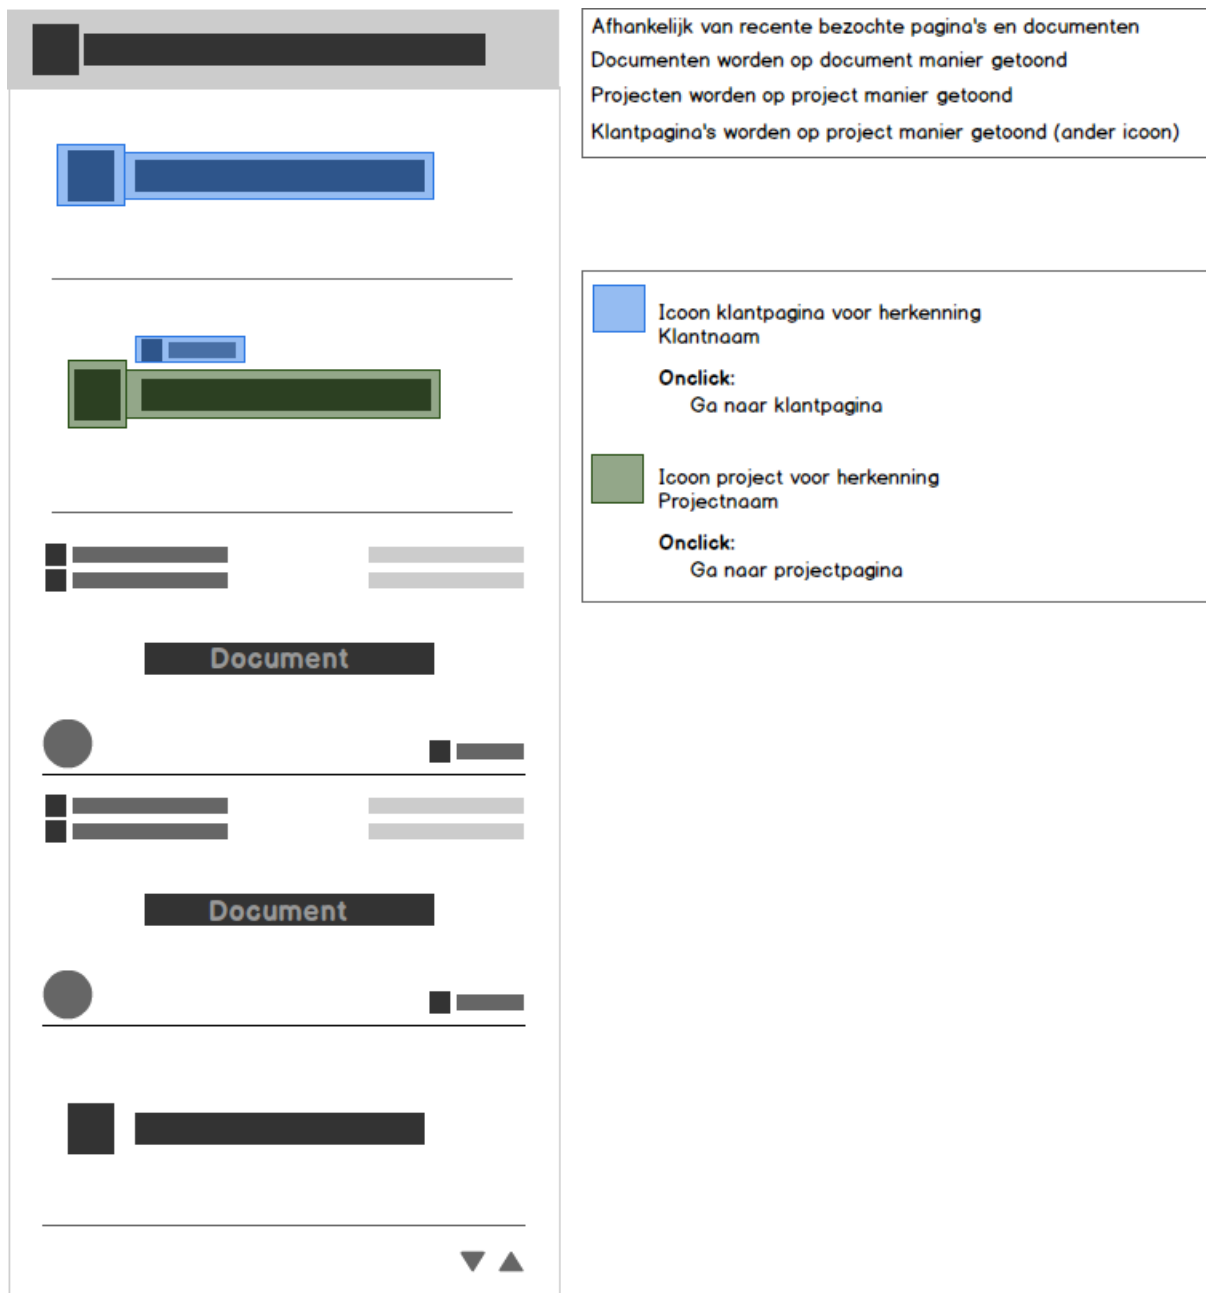 Afhankelijk van recente bezochte pagina's en documenten
Documenten worden op document manier getoond
Projecten worden op project manier getoond
Klantpagina's worden op project manier getoond (ander icoon)
Icoon klantpagina voor herkenning
Klantnaam
Onclick:
Ga naar klantpagina
Icoon project voor herkenning
Projectnaam
Onclick:
Ga naar projectpagina
Document
Document